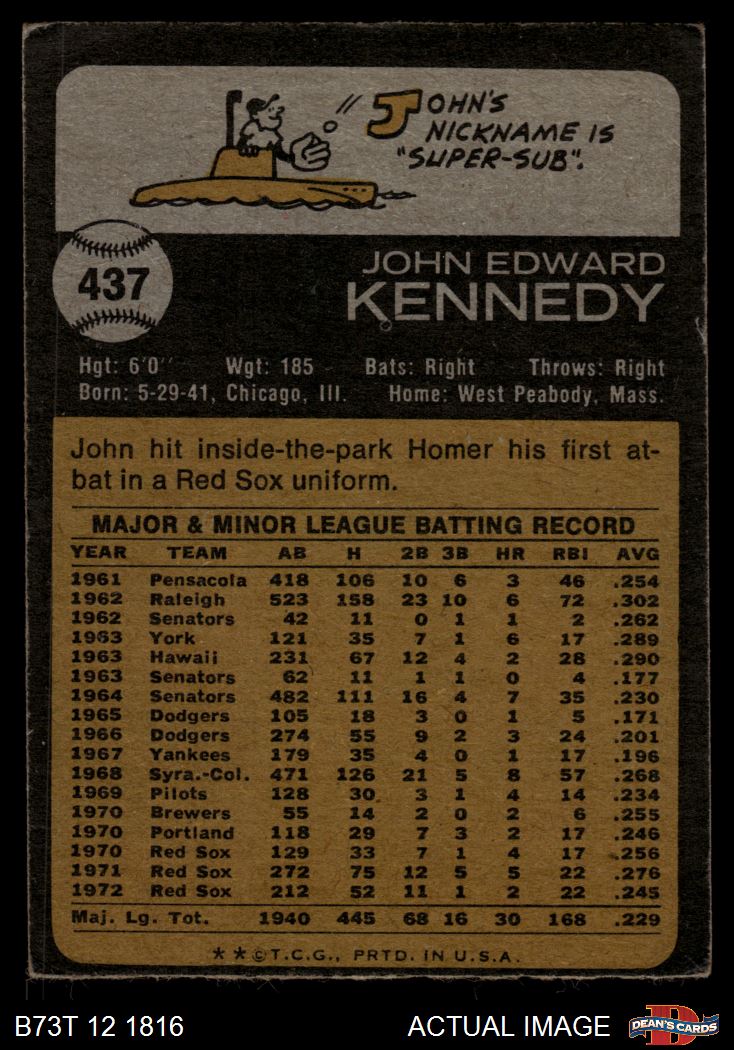 JOHN'S
NICKNAME IS
"SUPER-SUB".
437
JOHN EDWARD
KENNEDY
Hgt: 6'0'' Wgt: 185 Bats: Right Throws: Right
Born: 5-29-41, Chicago, Ill. Home: West Peabody, Mass.
John hit inside-the-park Homer his first at-
bat in a Red Sox uniform.
MAJOR & MINOR LEAGUE BATTING RECORD
YEAR TEAM AB H 2B 3B HR RBI AVG
1961 Pensacola 418 106 10 6 3 46 .254
1962 Raleigh 523 158 23 10 6 72 .302
1962 Senators 42 11 0 1 1 2 .262
1963 York 121 35 7 1 6 17 .289
1963 Hawaii 231 67 12 4 2 28 .290
1963 Senators 62 11 1 1 0 4 .177
1964 Senators 482 111 16 4 7 35 .230
1965 Dodgers 105 18 3 0 1 5 .171
1966 Dodgers 274 55 9 2 3 24 .201
1967 Yankees 179 35 4 0 1 17 .196
1968 Syra.-Col. 471 126 21 5 8 57 .268
1969 Pilots 128 30 3 1 4 14 .234
1970 Brewers 55 14 2 0 2 6 .255
1970 Portland 118 29 7 3 2 17 .246
1970 Red Sox 129 33 7 1 4 17 .256
1971 Red Sox 272 75 12 5 5 22 .276
1972 Red Sox 212 52 11 1 2 22 .245
Maj. Lg. Tot. 1940 445 68 16 30 168 .229
* * © T.C.G., PRTD. IN U.S.A.
B73T 12 1816 ACTUAL IMAGE DEAN'S CARDS